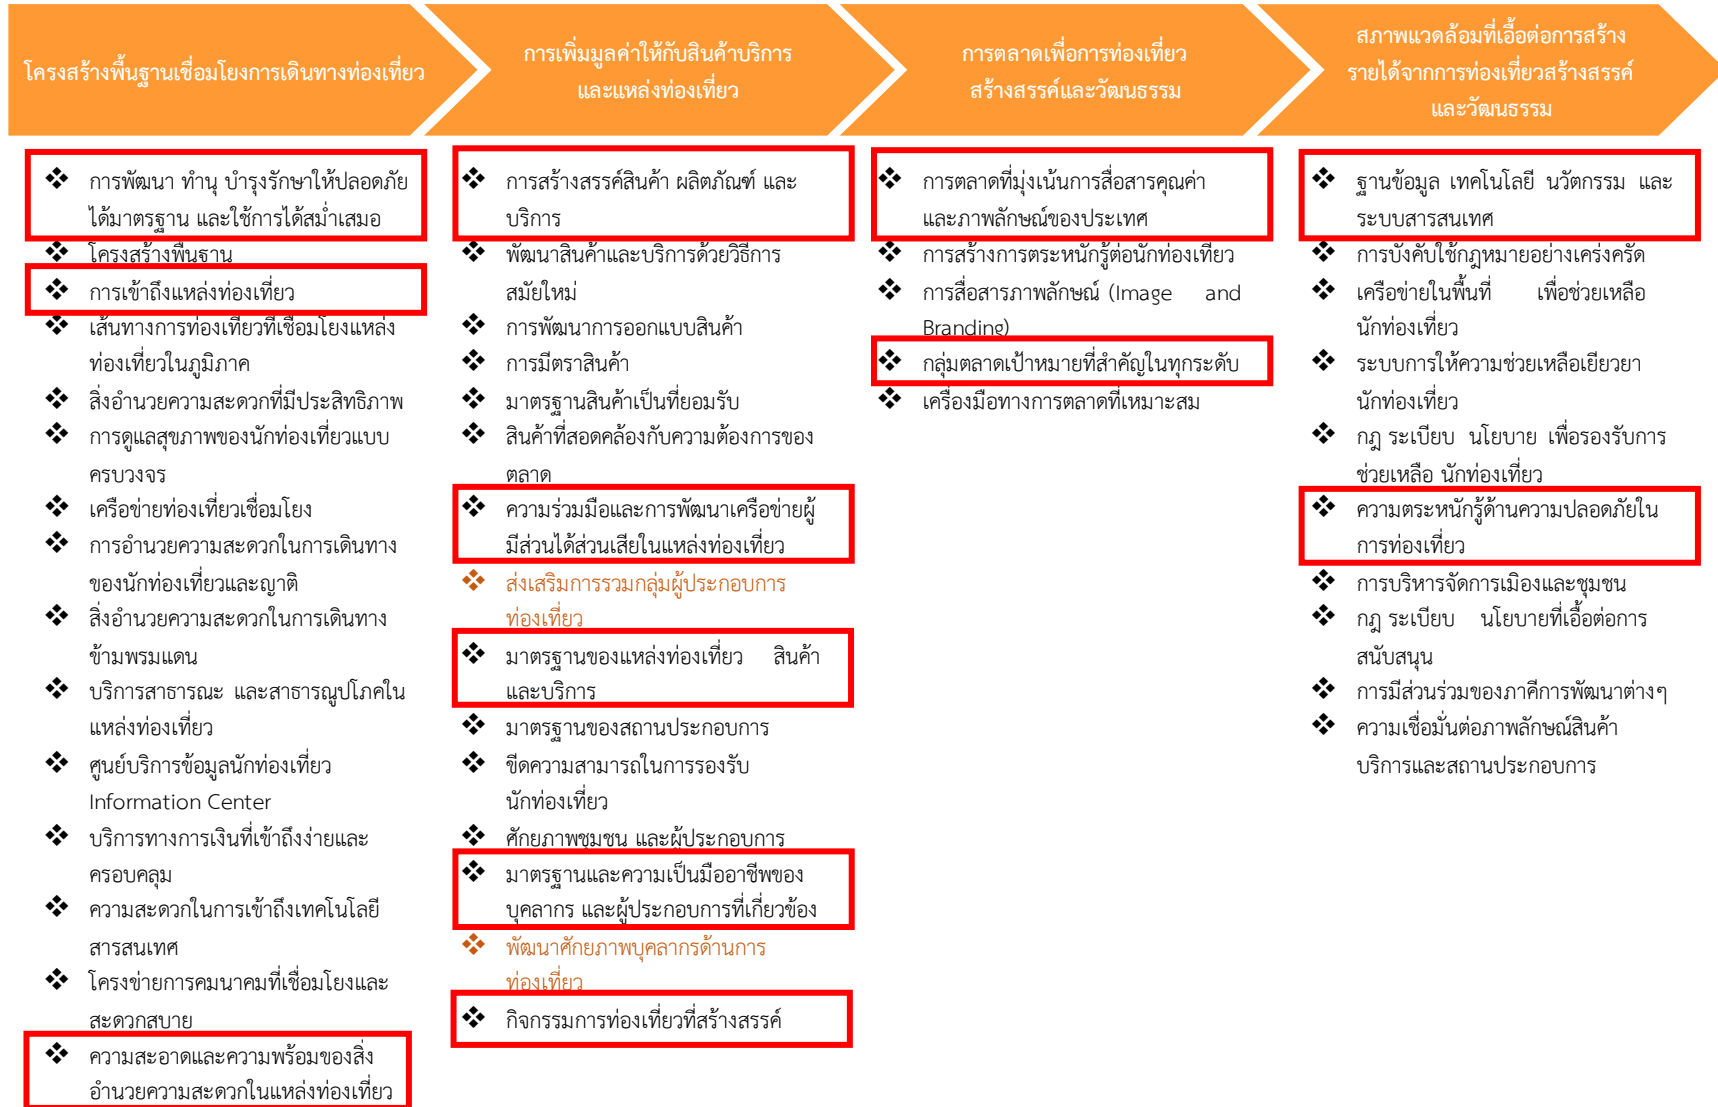 โครงสร้างพื้นฐานเชื่อมโยงการเดินทางท่องเที่ยว
การเพิ่มมูลค่าให้กับสินค้าบริการ
และแหล่งท่องเที่ยว
การตลาดเพื่อการท่องเที่ยว
สร้างสรรค์และวัฒนธรรม
สภาพแวดล้อมที่เอื้อต่อการสร้าง
รายได้จากการท่องเที่ยวสร้างสรรค์
และวัฒนธรรม
❖ การพัฒนา ทำนุ บำรุงรักษาให้ปลอดภัย
ได้มาตรฐาน และใช้การได้สม่ำเสมอ
❖ โครงสร้างพื้นฐาน
❖ การเข้าถึงแหล่งท่องเที่ยว
❖ เส้นทางการท่องเที่ยวที่เชื่อมโยงแหล่ง
ท่องเที่ยวในภูมิภาค
❖ สิ่งอำนวยความสะดวกที่มีประสิทธิภาพ
❖ การดูแลสุขภาพของนักท่องเที่ยวแบบ
ครบวงจร
❖ เครือข่ายท่องเที่ยวเชื่อมโยง
❖ การอำนวยความสะดวกในการเดินทาง
ของนักท่องเที่ยวและญาติ
❖ สิ่งอำนวยความสะดวกในการเดินทาง
ข้ามพรมแดน
❖ บริการสาธารณะ และสาธารณูปโภคใน
แหล่งท่องเที่ยว
❖ ศูนย์บริการข้อมูลนักท่องเที่ยว
Information Center
❖ บริการทางการเงินที่เข้าถึงง่ายและ
ครอบคลุม
❖ ความสะดวกในการเข้าถึงเทคโนโลยี
สารสนเทศ
❖ โครงข่ายการคมนาคมที่เชื่อมโยงและ
สะดวกสบาย
❖ ความสะอาดและความพร้อมของสิ่ง
อำนวยความสะดวกในแหล่งท่องเที่ยว
❖ การสร้างสรรค์สินค้า ผลิตภัณฑ์ และ
บริการ
❖ พัฒนาสินค้าและบริการด้วยวิธีการ
สมัยใหม่
❖ การพัฒนาการออกแบบสินค้า
❖ การมีตราสินค้า
❖ มาตรฐานสินค้าเป็นที่ยอมรับ
❖ สินค้าที่สอดคล้องกับความต้องการของ
ตลาด
❖ ความร่วมมือและการพัฒนาเครือข่ายผู้
มีส่วนได้ส่วนเสียในแหล่งท่องเที่ยว
❖ ส่งเสริมการรวมกลุ่มผู้ประกอบการ
ท่องเที่ยว
❖ มาตรฐานของแหล่งท่องเที่ยว สินค้า
และบริการ
❖ มาตรฐานของสถานประกอบการ
❖ ขีดความสามารถในการรองรับ
นักท่องเที่ยว
❖ ศักยภาพชุมชน และผู้ประกอบการ
❖ มาตรฐานและความเป็นมืออาชีพของ
บุคลากร และผู้ประกอบการที่เกี่ยวข้อง
❖ พัฒนาศักยภาพบุคลากรด้านการ
ท่องเที่ยว
❖ กิจกรรมการท่องเที่ยวที่สร้างสรรค์
❖ การตลาดที่มุ่งเน้นการสื่อสารคุณค่า
และภาพลักษณ์ของประเทศ
❖ การสร้างการตระหนักรู้ต่อนักท่องเที่ยว
❖ การสื่อสารภาพลักษณ์ (Image and
Branding)
❖ กลุ่มตลาดเป้าหมายที่สำคัญในทุกระดับ
❖ เครื่องมือทางการตลาดที่เหมาะสม
❖ ฐานข้อมูล เทคโนโลยี นวัตกรรม และ
ระบบสารสนเทศ
❖ การบังคับใช้กฎหมายอย่างเคร่งครัด
❖ เครือข่ายในพื้นที่ เพื่อช่วยเหลือ
นักท่องเที่ยว
❖ ระบบการให้ความช่วยเหลือเยียวยา
นักท่องเที่ยว
❖ กฎ ระเบียบ นโยบาย เพื่อรองรับการ
ช่วยเหลือ นักท่องเที่ยว
❖ ความตระหนักรู้ด้านความปลอดภัยใน
การท่องเที่ยว
❖ การบริหารจัดการเมืองและชุมชน
❖ กฎ ระเบียบ นโยบายที่เอื้อต่อการ
สนับสนุน
❖ การมีส่วนร่วมของภาคีการพัฒนาต่างๆ
❖ ความเชื่อมั่นต่อภาพลักษณ์สินค้า
บริการและสถานประกอบการ